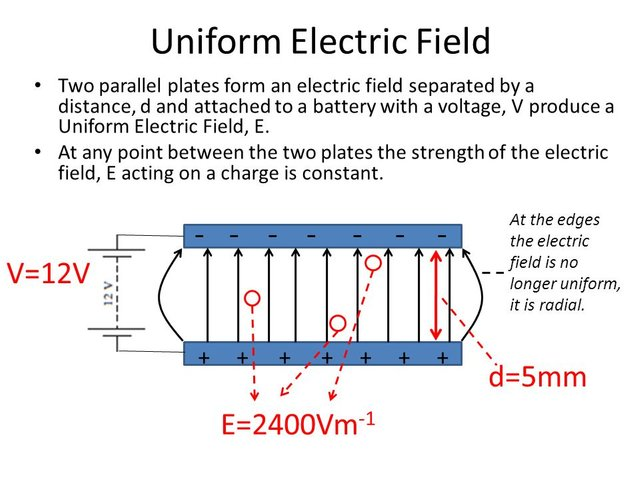 Uniform Electric Field
• Two parallel plates form an electric field separated by a
distance, d and attached to a battery with a voltage, V produce a
Uniform Electric Field, E.
• At any point between the two plates the strength of the electric
field, E acting on a charge is constant.
At the edges
the electric
field is no
longer uniform,
it is radial.
- - - - - - -
V=12V
12 V
+ + + + + + +
d=5mm
E=2400Vm-1